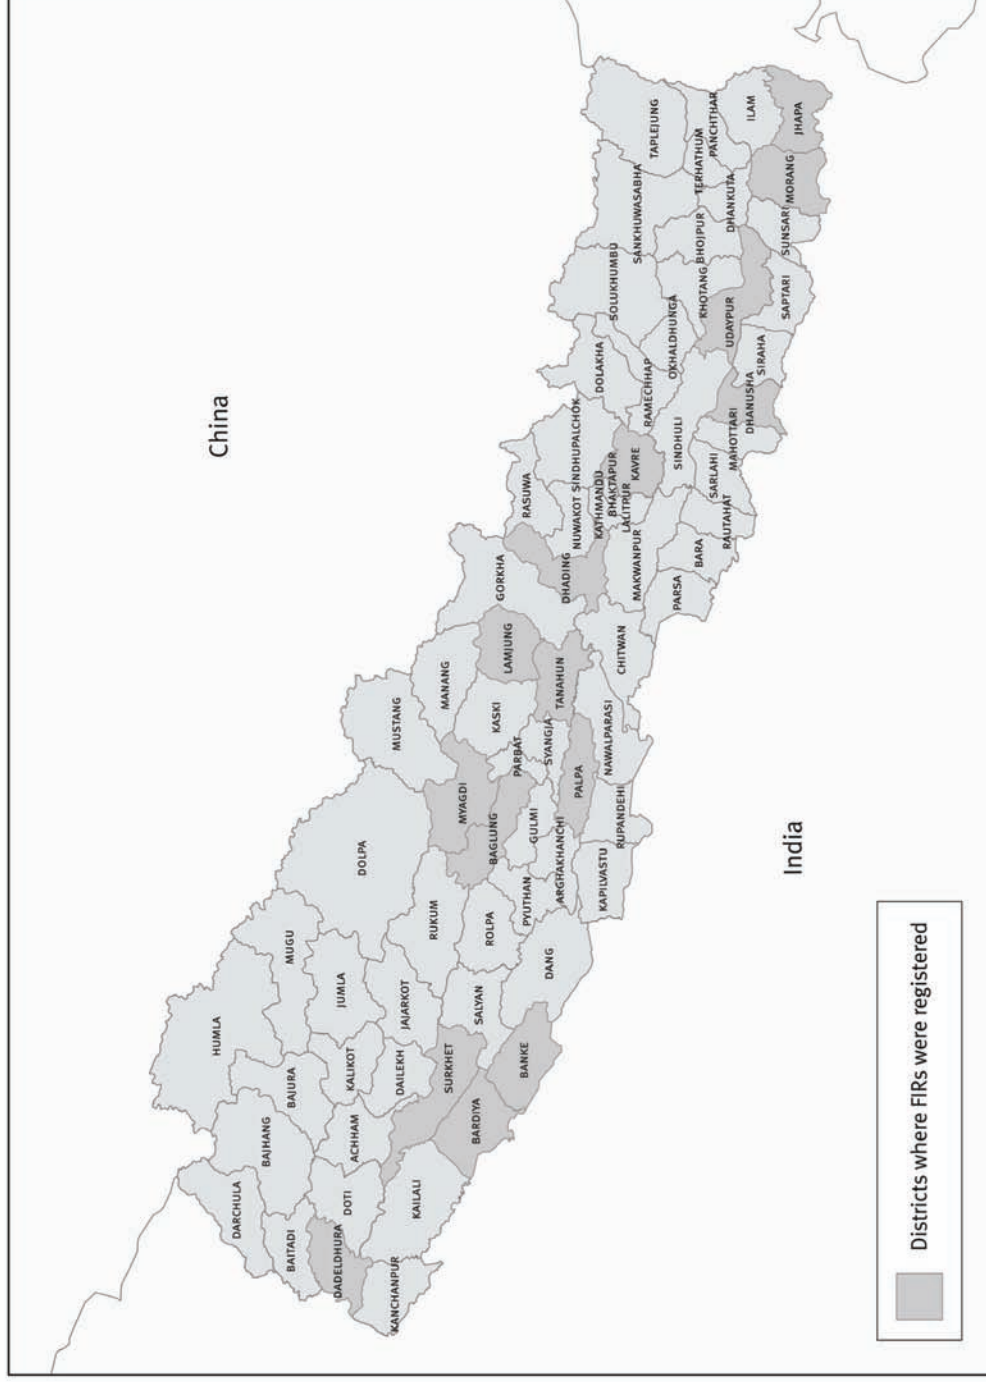 China
HUMLA
DARCHULA
BAJHANG
BAJURA
MUGU
BAITADI
DOTI
ACHHAM
KALIKOT
JUMLA
DOLPA
MUSTANG
DADELDHURA
KANCHANPUR
KAILALI
DAILEKH
JAJARKOT
RUKUM
MYAGDI
MANANG
SURKHET
BARDIYA
BANKE
SALYAN
ROLPA
BAGLUNG
PARBAT
KASKI
LAMJUNG
GORKHA
RASUWA
DANG
PYUTHAN
GULMI
ARGHAKHANCHI
SYANGJA
TANAHUN
DHADING
NUWAKOT
SINDHUPALCHOK
DOLAKHA
SOLUKHUMBU
SANKHUWASABHA
TAPLEJUNG
KAPILVASTU
RUPANDEHI
PALPA
NAWALPARASI
CHITWAN
MAKWANPUR
KATHMANDU
BHAKTAPUR
LALITPUR
KAVRE
RAMECHHAP
OKHALDHUNGA
KHOTANG
BHOJPUR
TERHATHUM
PANCHTHAR
PARSA
BARA
RAUTAHAT
SARLAHI
SINDHULI
MAHOTTARI
DHANUSHA
SIRAHA
UDAYPUR
SAPTARI
DHANKUTA
SUNSARI
MORANG
ILAM
JHAPA
India
Districts where FIRs were registered